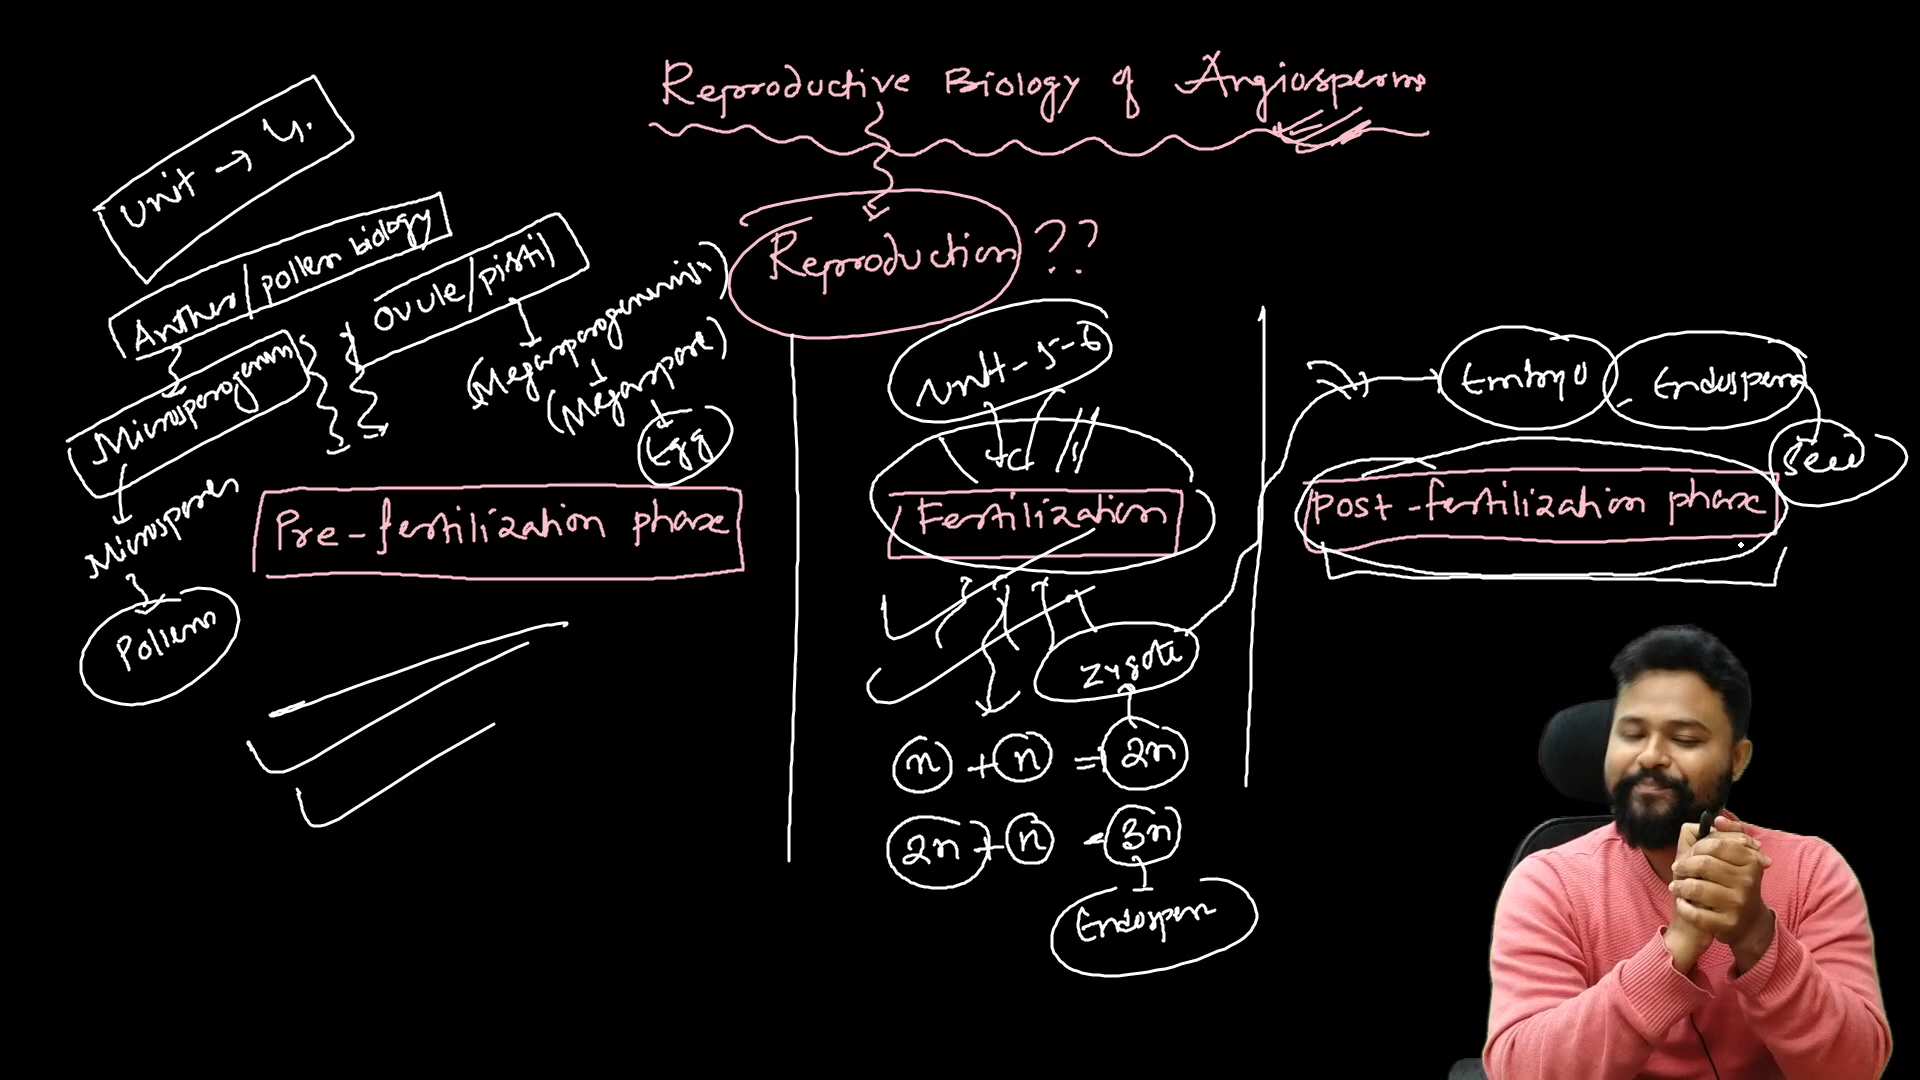 Reproductive Biology of Angiosperms
Reproduction ??
Unit → 4.
Anther/pollen biology
Ovule/pistil
Microsporogenesis
Microspores
Pollen
(Megasporogenesis)
(Megaspore)
Egg
Pre-fertilization phase
Unit-5-6
Fertilization
Zygote
n + n = 2n
2n + n = 3n
Endosperm
Embryo
Endosperm
Seed
Post-fertilization phase